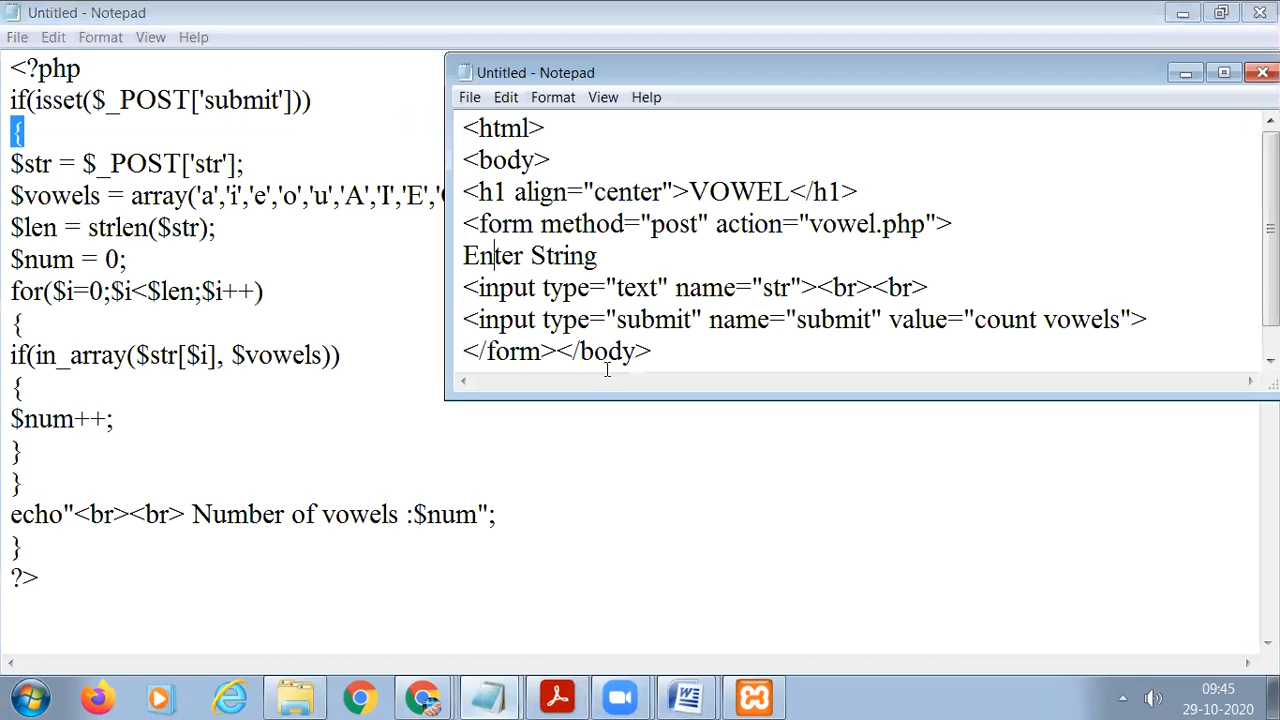 Untitled - Notepad
File Edit Format View Help
<?php
if(isset($_POST['submit']))
{
$str = $_POST['str'];
$vowels = array('a','i','e','o','u','A','I','E',
$len = strlen($str);
$num = 0;
for($i=0;$i<$len;$i++)
{
if(in_array($str[$i], $vowels))
{
$num++;
}
}
echo"<br><br> Number of vowels :$num";
}
?>
Untitled - Notepad
File Edit Format View Help
<html>
<body>
<h1 align="center">VOWEL</h1>
<form method="post" action="vowel.php">
Enter String
<input type="text" name="str"><br><br>
<input type="submit" name="submit" value="count vowels">
</form></body>
09:45
29-10-2020